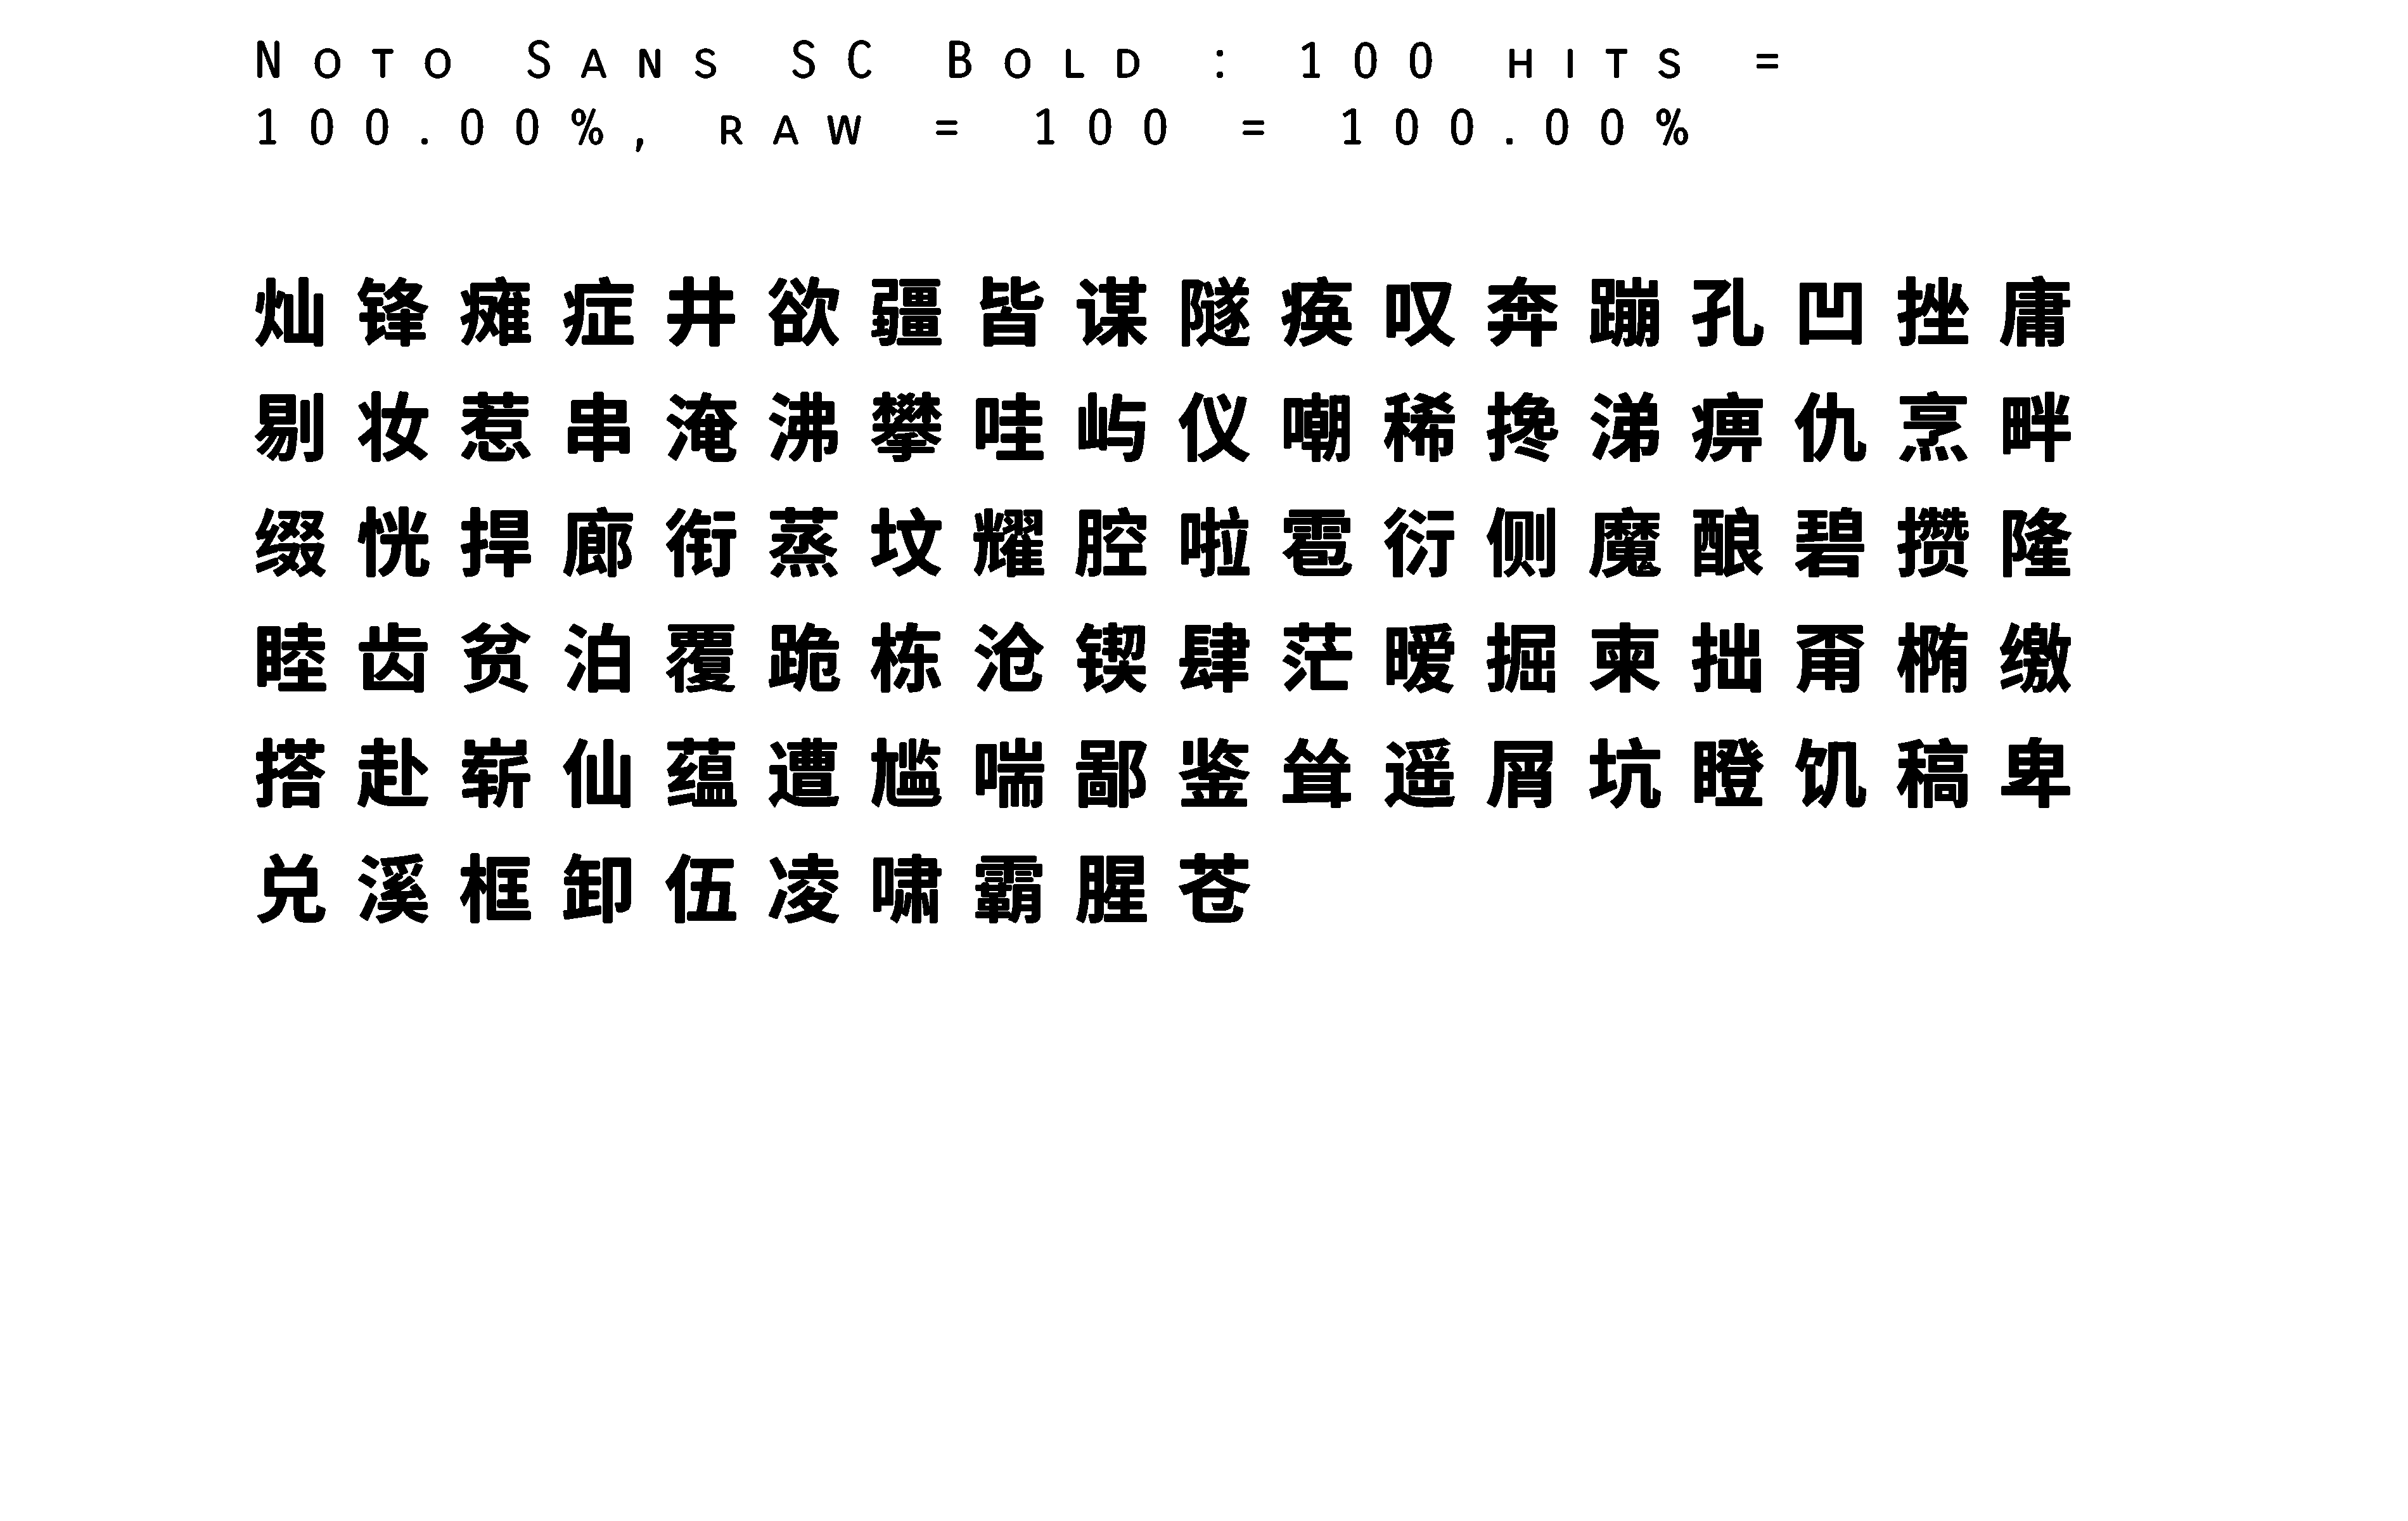 Noto Sans SC Bold : 100 hits =
100.00%, raw = 100 = 100.00%
灿锋瘫症井欲疆皆谋隧痪叹奔蹦孔凹挫庸
剔妆惹串淹沸攀哇屿仪嘲稀搀涕痹仇烹畔
缀恍捍廊衔蒸坟耀腔啦雹衍侧魔酿碧攒隆
睦齿贫泊覆跪栋沧锲肆茫暧掘柬拙甭椭缴
搭赴崭仙蕴遭尴喘鄙鉴耸遥屑坑瞪饥稿卑
兑溪框卸伍凌啸霸腥苍